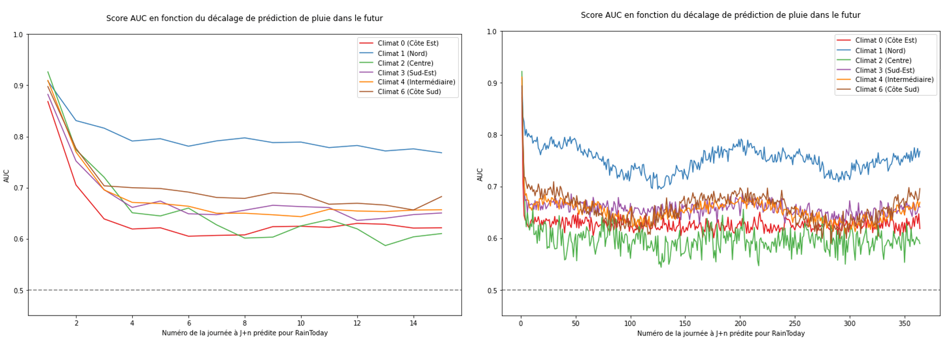 Score AUC en fonction du décalage de prédiction de pluie dans le futur
1.0
0.9
0.8
0.7
0.6
0.5
AUC
2
4
6
8
10
12
14
Numéro de la journée à J+n prédite pour RainToday
Climat 0 (Côte Est)
Climat 1 (Nord)
Climat 2 (Centre)
Climat 3 (Sud-Est)
Climat 4 (Intermédiaire)
Climat 6 (Côte Sud)
Score AUC en fonction du décalage de prédiction de pluie dans le futur
1.0
0.9
0.8
0.7
0.6
0.5
AUC
0
50
100
150
200
250
300
350
Numéro de la journée à J+n prédite pour RainToday
Climat 0 (Côte Est)
Climat 1 (Nord)
Climat 2 (Centre)
Climat 3 (Sud-Est)
Climat 4 (Intermédiaire)
Climat 6 (Côte Sud)